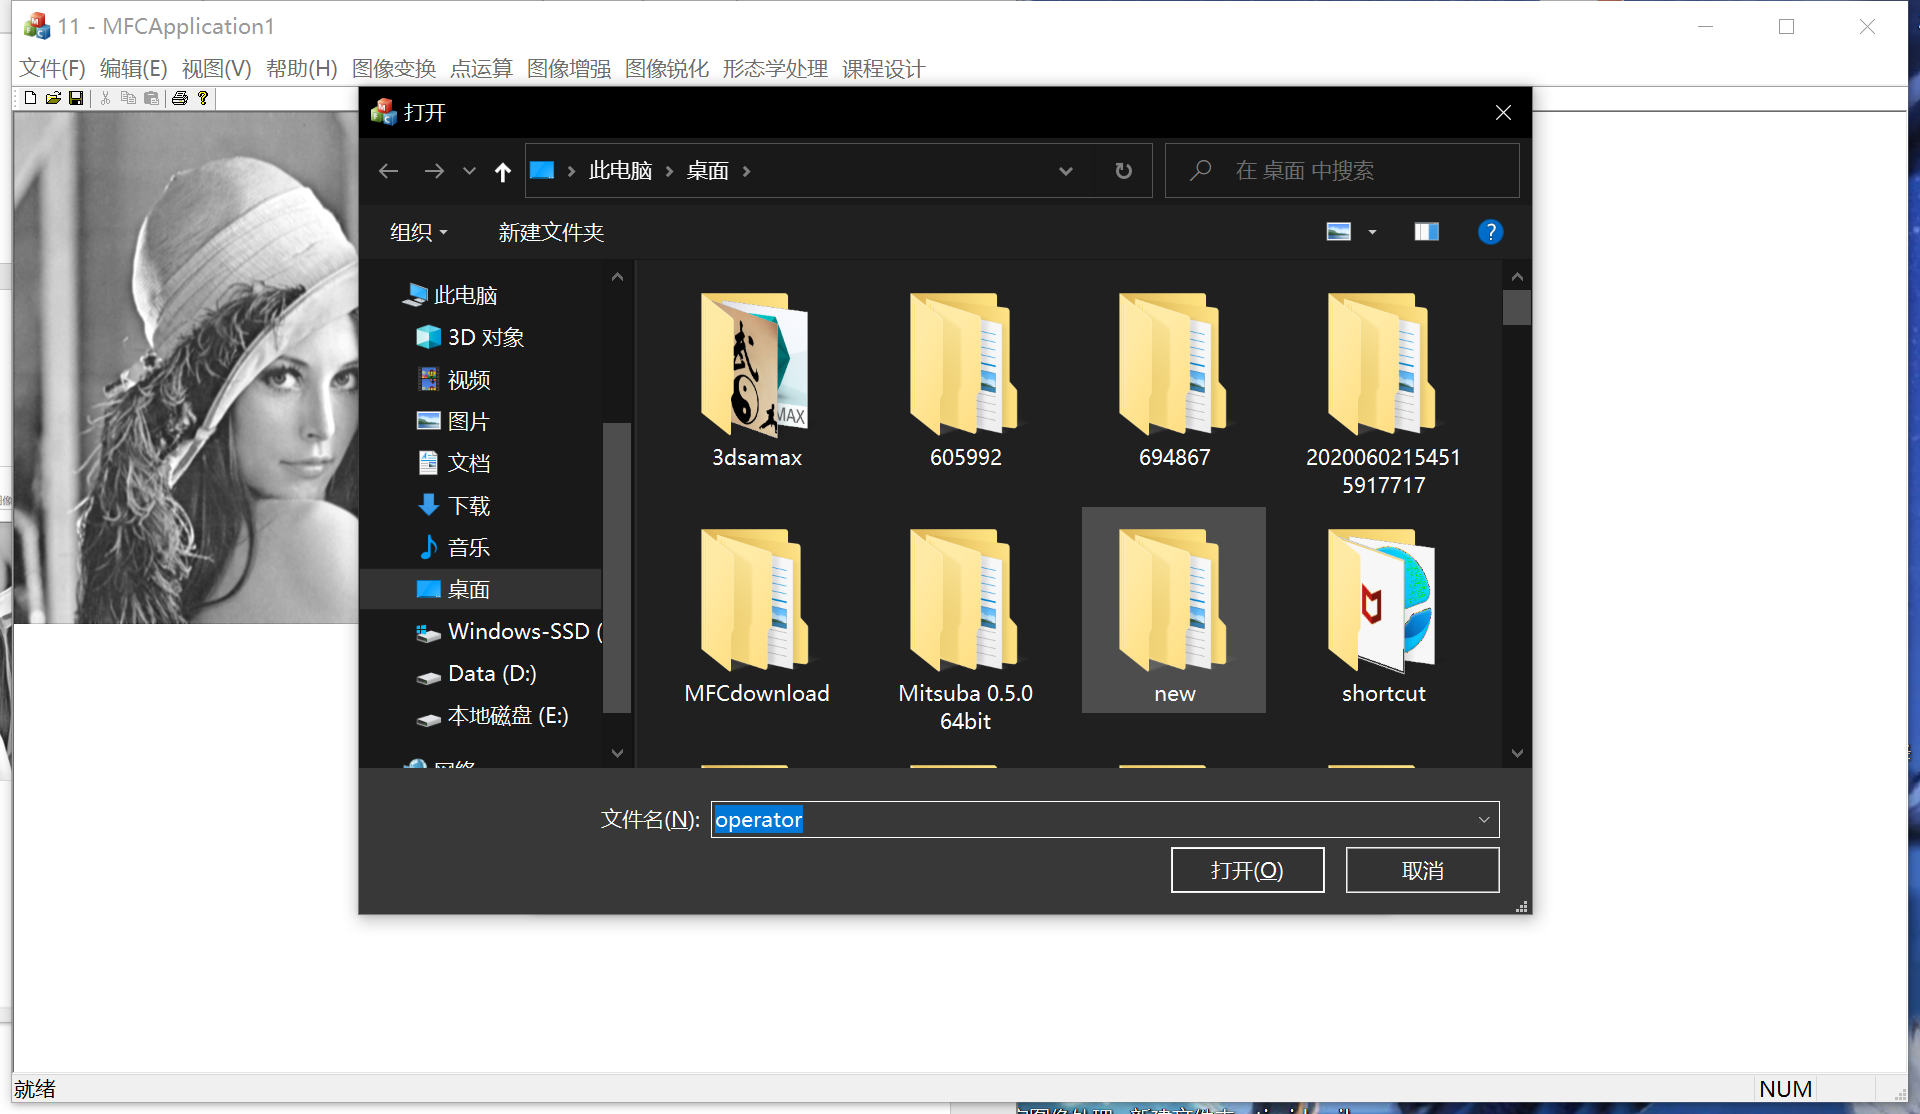 11 - MFCApplication1
文件(F) 编辑(E) 视图(V) 帮助(H) 图像变换 点运算 图像增强 图像锐化 形态学处理 课程设计
打开
此电脑 桌面
在 桌面 中搜索
组织
新建文件夹
此电脑
3D 对象
视频
图片
文档
下载
音乐
桌面
Windows-SSD (
Data (D:)
本地磁盘 (E:)
网络
MAX
3dsamax
605992
694867
2020060215451
5917717
MFCdownload
Mitsuba 0.5.0
64bit
new
shortcut
文件名(N):
operator
打开(O)
取消
就绪
NUM